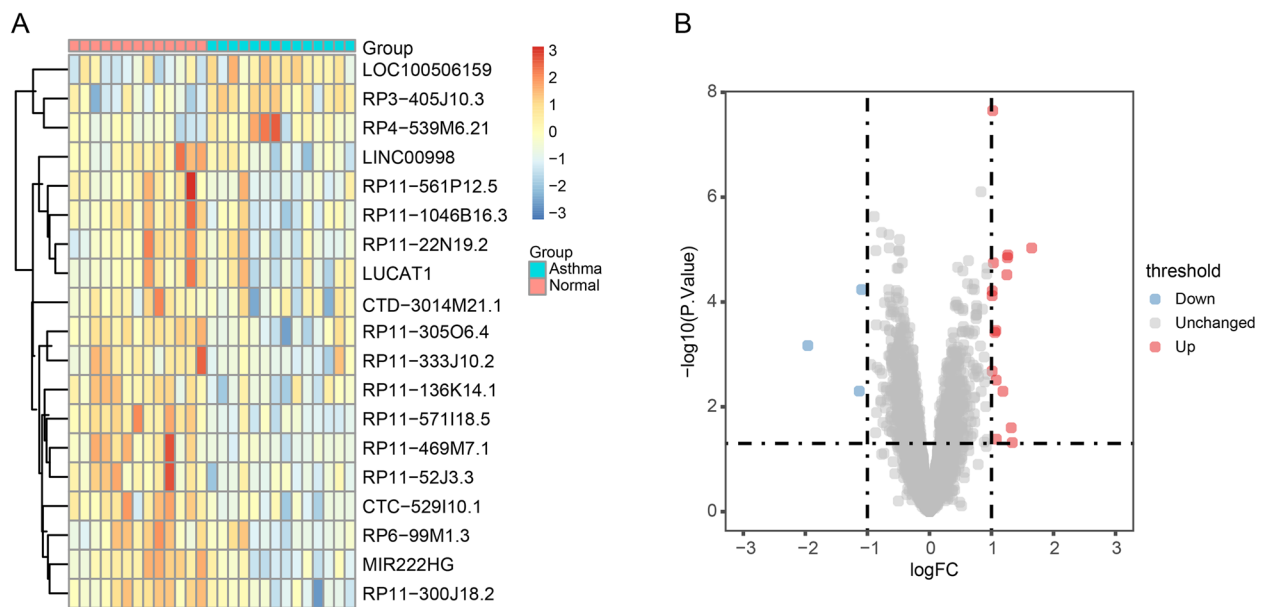 A
Group
LOC100506159
RP3−405J10.3
RP4−539M6.21
LINC00998
RP11−561P12.5
RP11−1046B16.3
RP11−22N19.2
LUCAT1
CTD−3014M21.1
RP11−305O6.4
RP11−333J10.2
RP11−136K14.1
RP11−571I18.5
RP11−469M7.1
RP11−52J3.3
CTC−529I10.1
RP6−99M1.3
MIR222HG
RP11−300J18.2
3
2
1
0
−1
−2
−3
Group
Asthma
Normal
B
8
6
4
2
0
−log10(P.Value)
−3 −2 −1 0 1 2 3
logFC
threshold
Down
Unchanged
Up